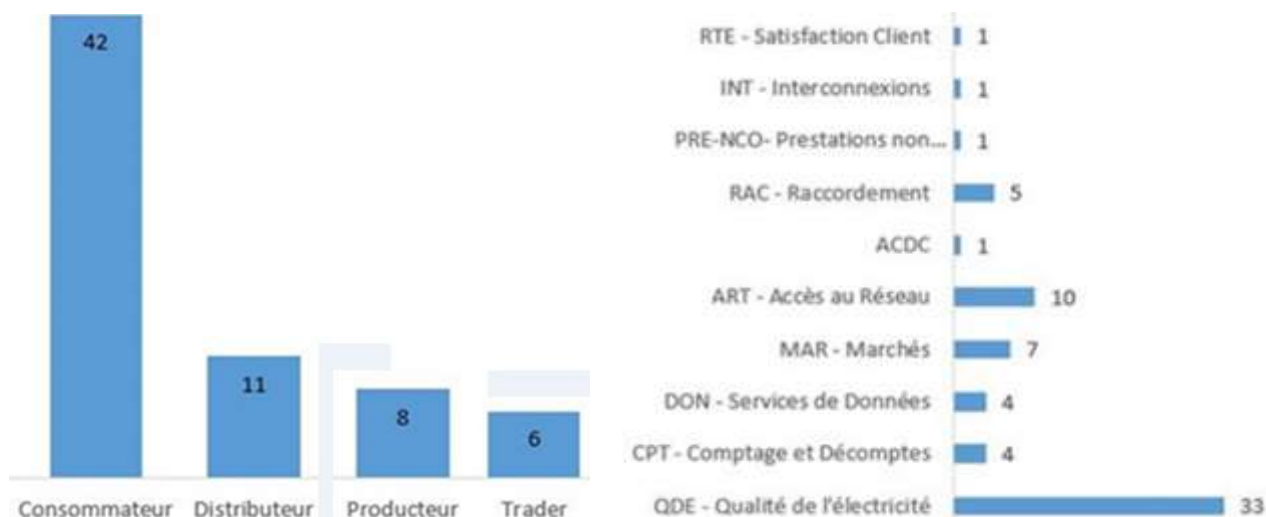 42
11
8
6
Consommateur Distributeur Producteur Trader
RTE - Satisfaction Client 1
INT - Interconnexions 1
PRE-NCO- Prestations non... 1
RAC - Raccordement 5
ACDC 1
ART - Accès au Réseau 10
MAR - Marchés 7
DON - Services de Données 4
CPT - Comptage et Décomptes 4
QDE - Qualité de l'électricité 33